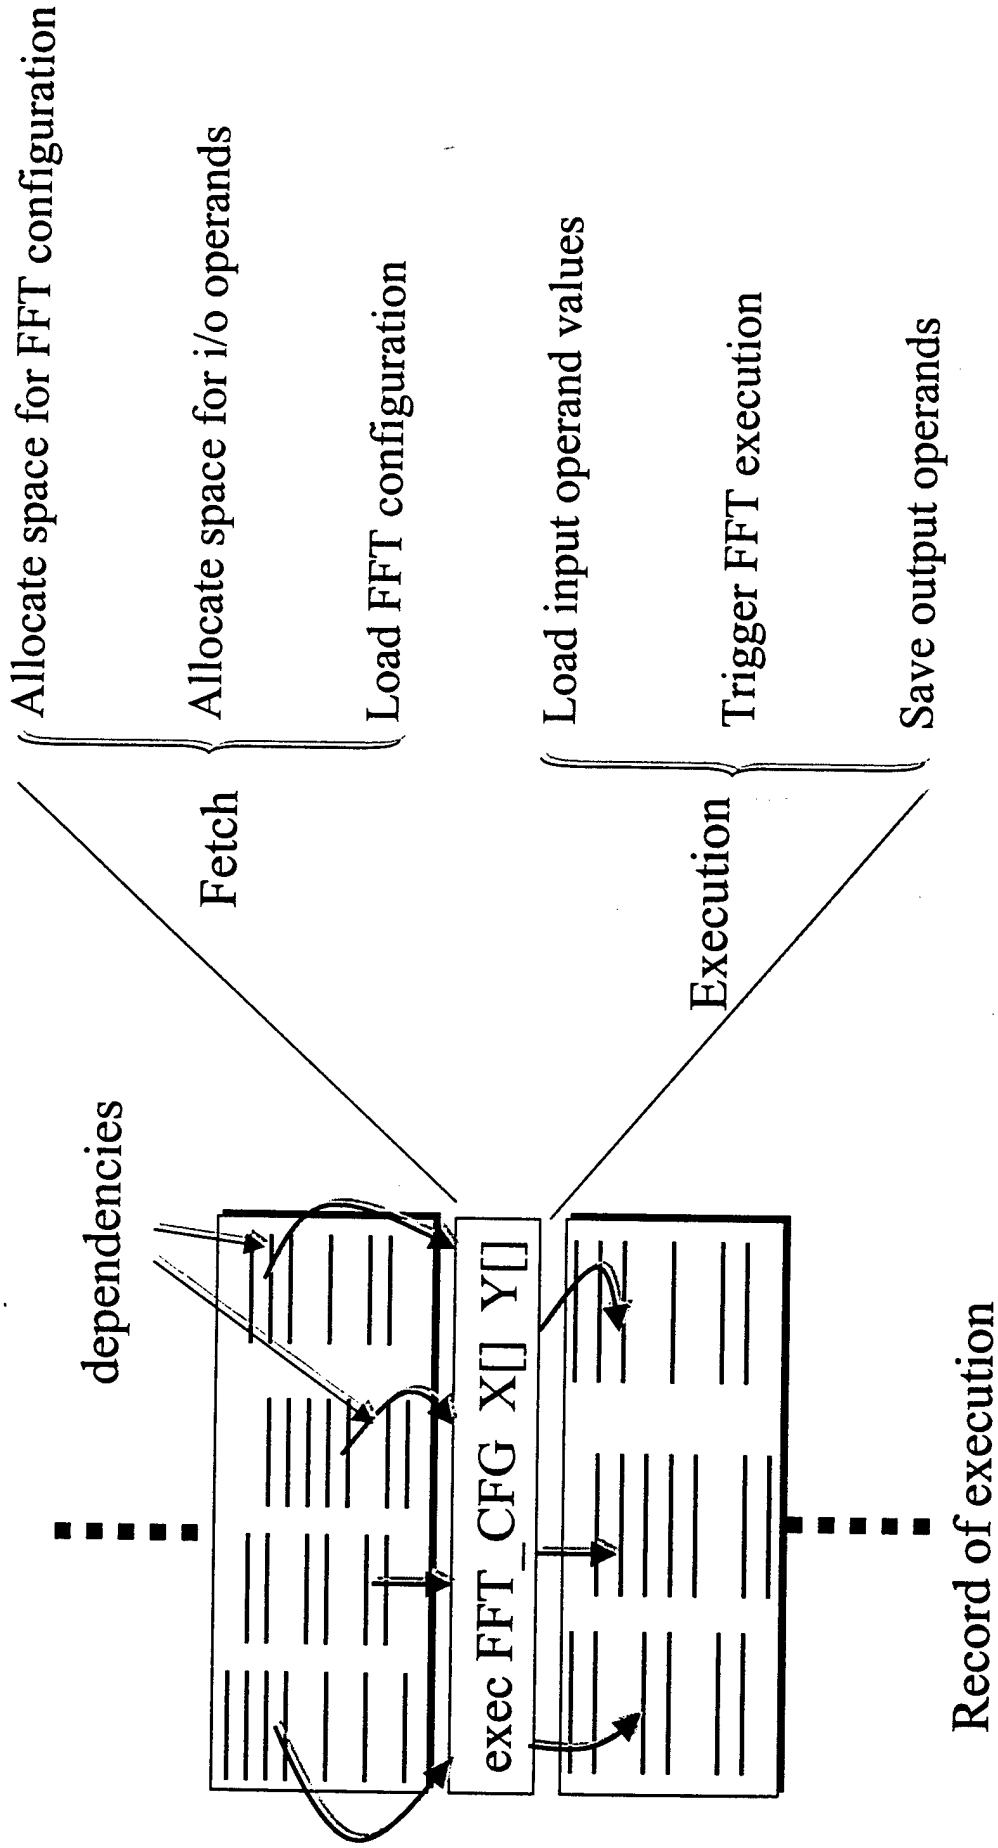 dependencies
exec FFT_CFG X[] Y[]
Record of execution
Fetch
Allocate space for FFT configuration
Allocate space for i/o operands
Load FFT configuration
Execution
Load input operand values
Trigger FFT execution
Save output operands